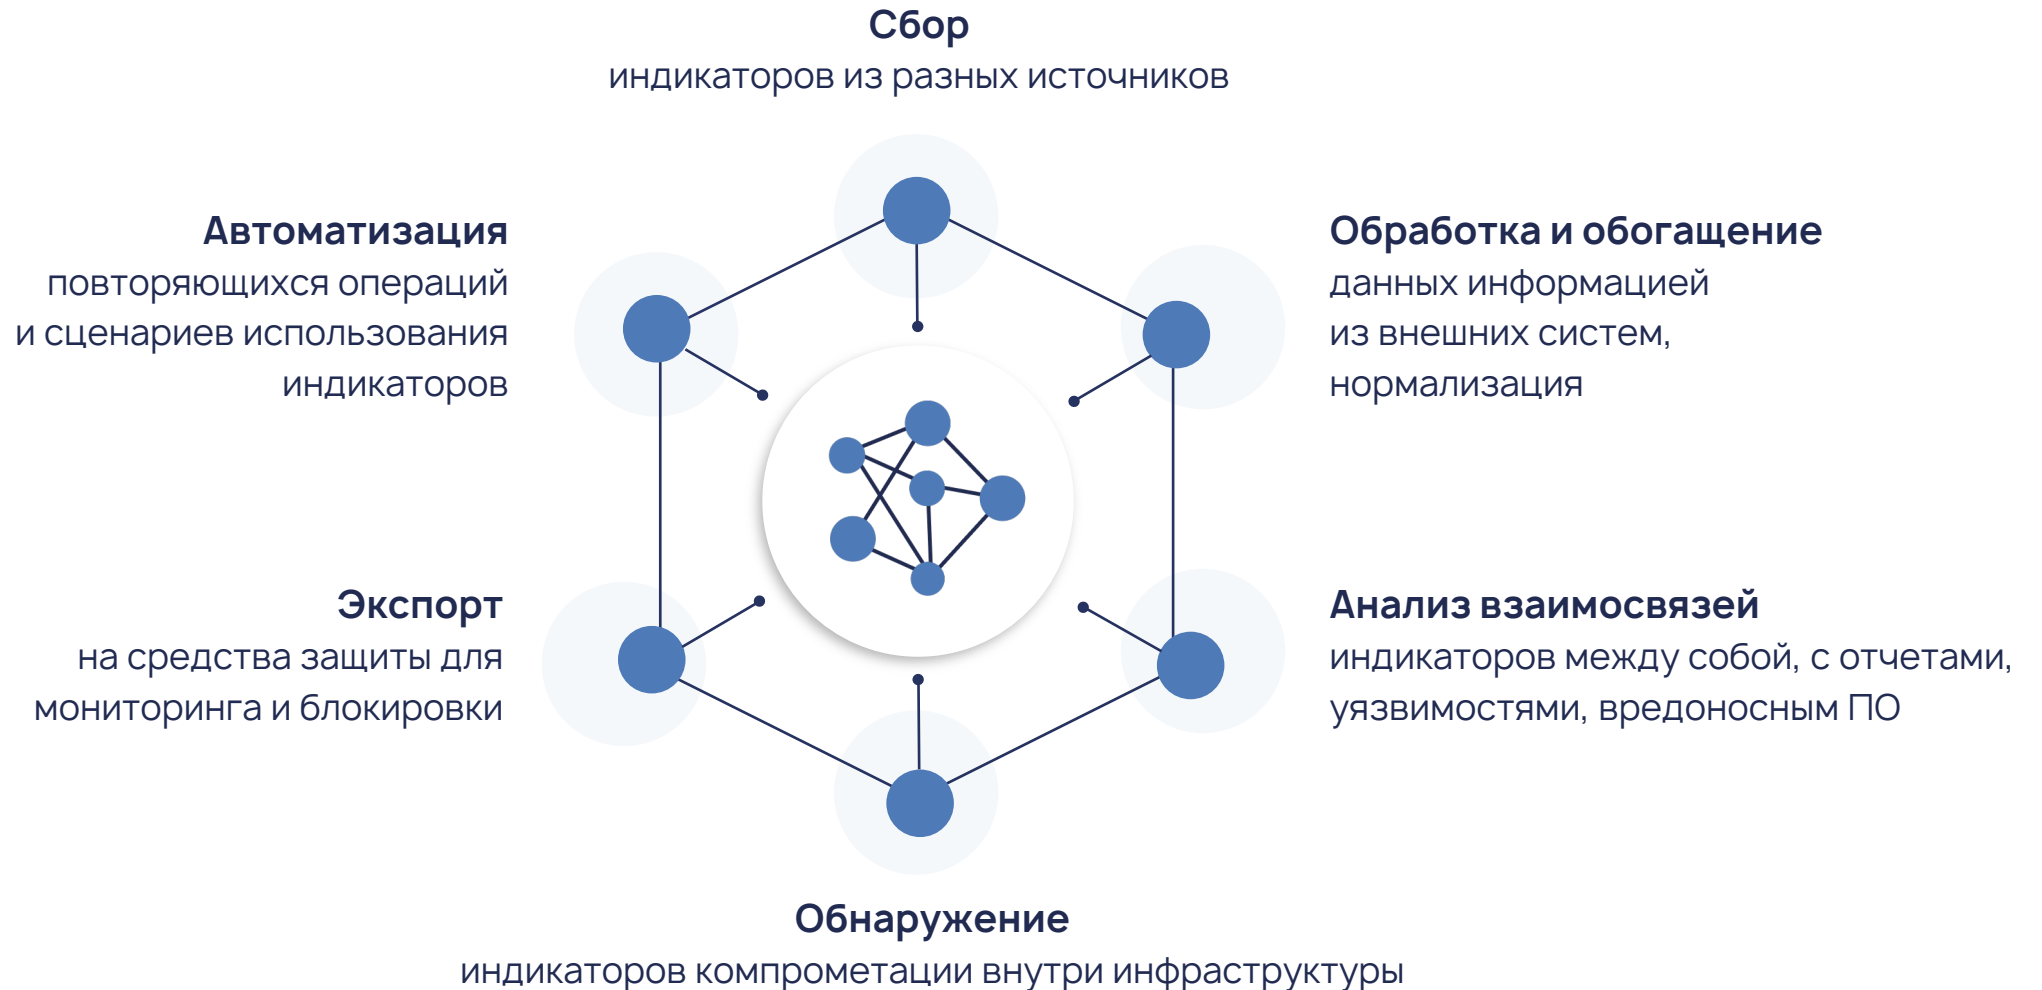 Сбор
индикаторов из разных источников
Автоматизация
повторяющихся операций
и сценариев использования
индикаторов
Обработка и обогащение
данных информацией
из внешних систем,
нормализация
Экспорт
на средства защиты для
мониторинга и блокировки
Анализ взаимосвязей
индикаторов между собой, с отчетами,
уязвимостями, вредоносным ПО
Обнаружение
индикаторов компрометации внутри инфраструктуры